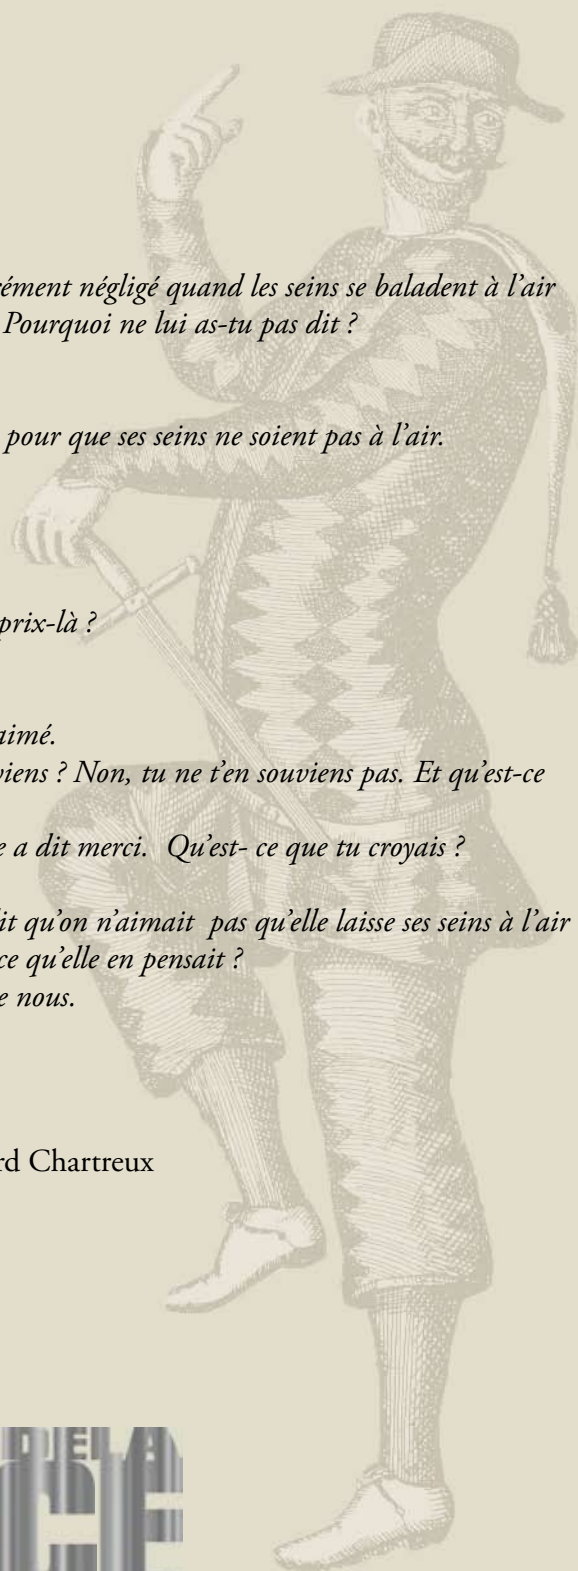 ément négligé quand les seins se baladent à l'air
Pourquoi ne lui as-tu pas dit ?
pour que ses seins ne soient pas à l'air.
prix-là ?
aimé.
viens ? Non, tu ne t'en souviens pas. Et qu'est-ce
e a dit merci.  Qu'est- ce que tu croyais ?
it qu'on n'aimait  pas qu'elle laisse ses seins à l'air
ce qu'elle en pensait ?
e nous.
rd Chartreux
DE LA
CE